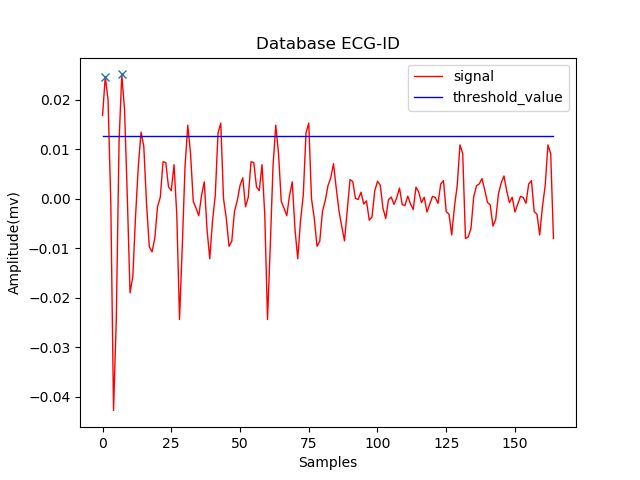 Database ECG-ID
signal
threshold_value
Amplitude(mv)
0.02
0.01
0.00
−0.01
−0.02
−0.03
−0.04
0 25 50 75 100 125 150
Samples